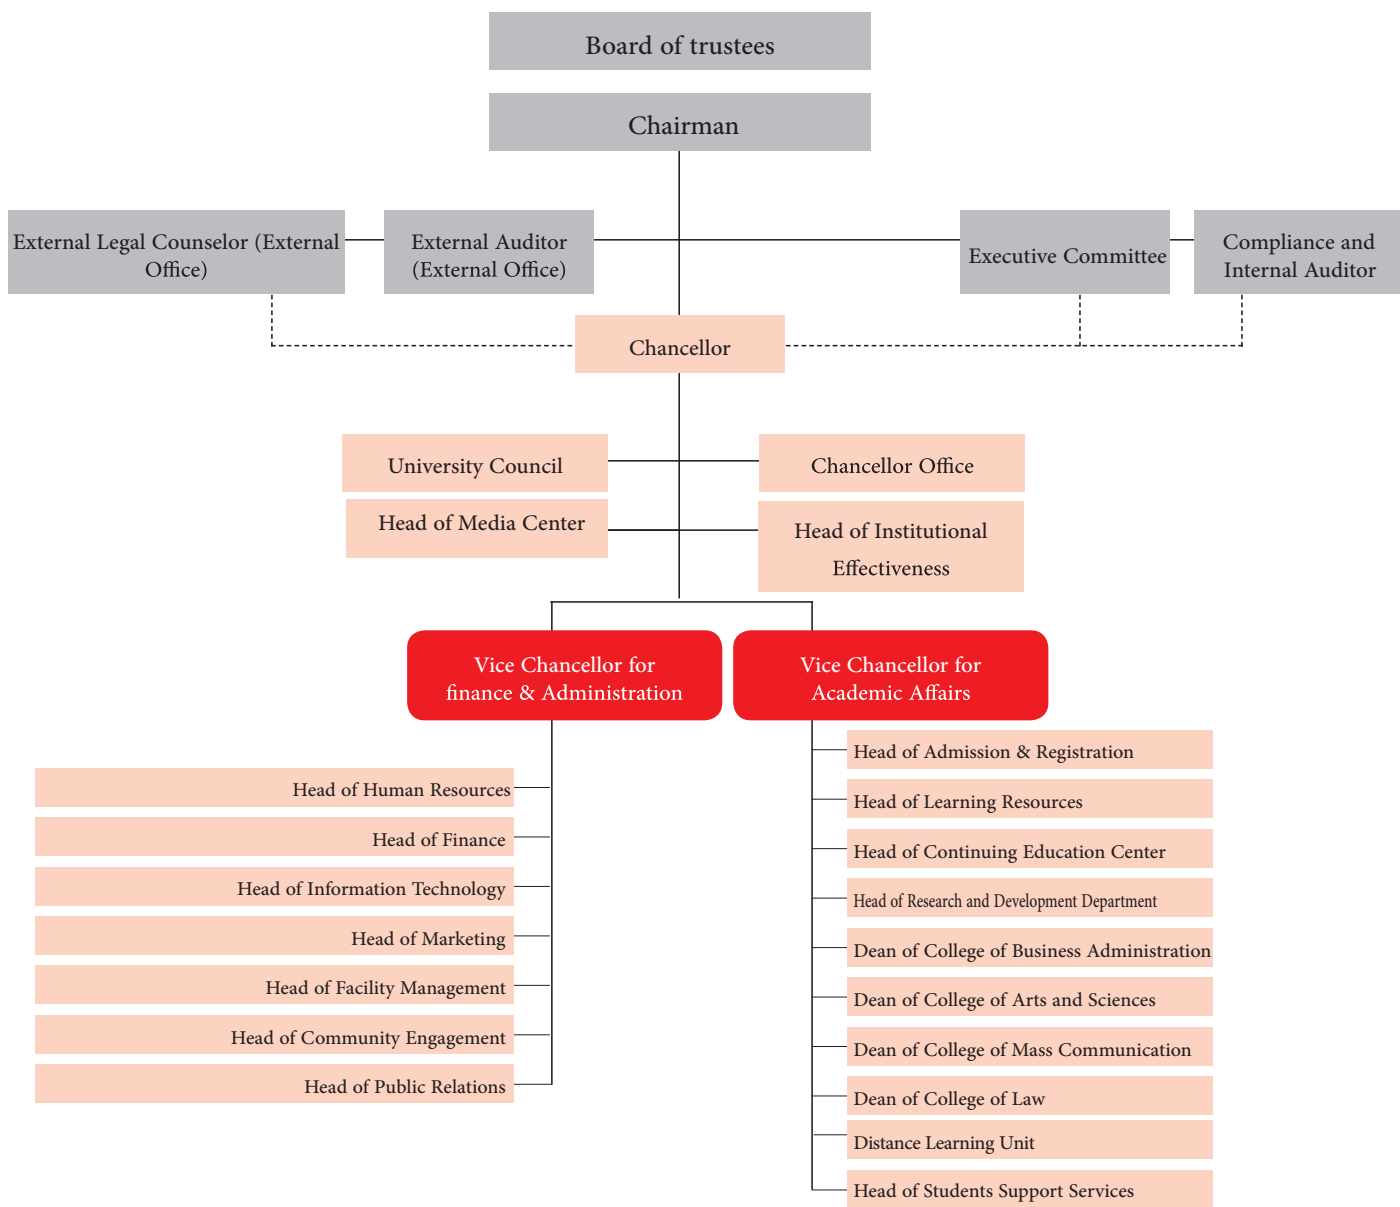 Board of trustees
Chairman
External Legal Counselor (External
Office)
External Auditor
(External Office)
Executive Committee
Compliance and
Internal Auditor
Chancellor
University Council
Chancellor Office
Head of Media Center
Head of Institutional
Effectiveness
Vice Chancellor for
finance & Administration
Vice Chancellor for
Academic Affairs
Head of Human Resources
Head of Finance
Head of Information Technology
Head of Marketing
Head of Facility Management
Head of Community Engagement
Head of Public Relations
Head of Admission & Registration
Head of Learning Resources
Head of Continuing Education Center
Head of Research and Development Department
Dean of College of Business Administration
Dean of College of Arts and Sciences
Dean of College of Mass Communication
Dean of College of Law
Distance Learning Unit
Head of Students Support Services